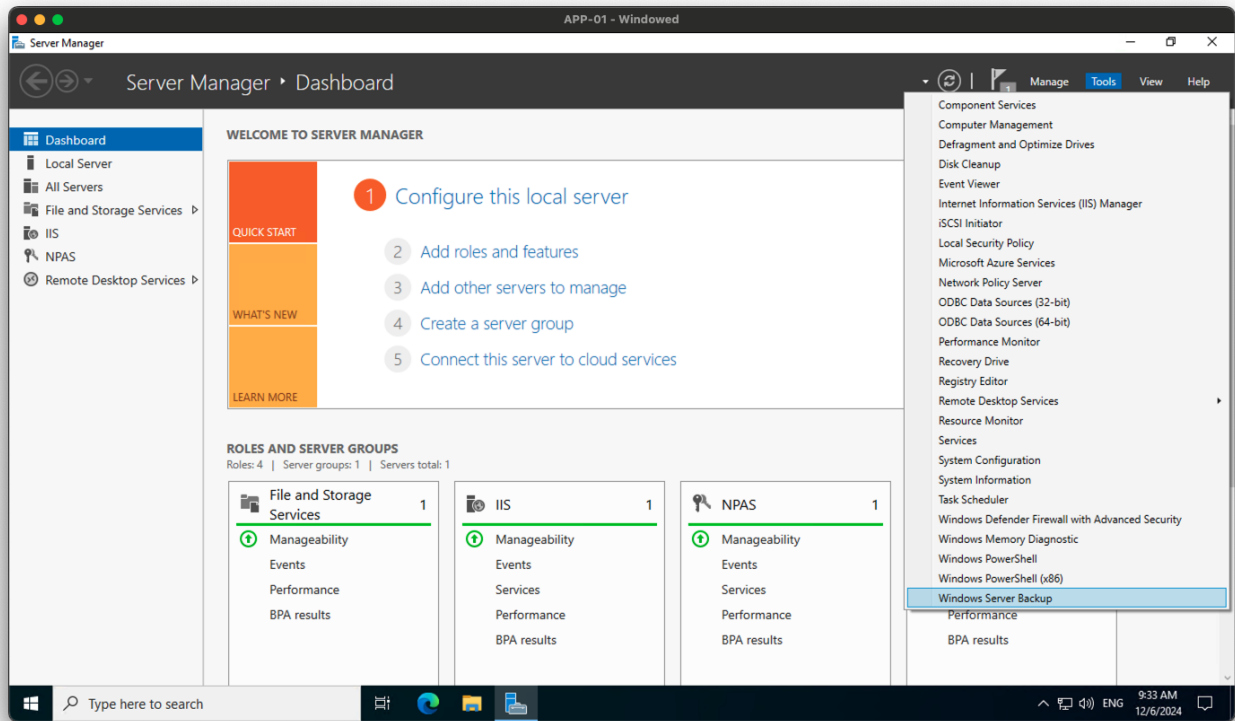 APP-01 - Windowed
Server Manager
Server Manager ‣ Dashboard
1
Manage Tools View Help
Dashboard
Local Server
All Servers
File and Storage Services
IIS
NPAS
Remote Desktop Services
WELCOME TO SERVER MANAGER
QUICK START
WHAT'S NEW
LEARN MORE
1 Configure this local server
2 Add roles and features
3 Add other servers to manage
4 Create a server group
5 Connect this server to cloud services
ROLES AND SERVER GROUPS
Roles: 4 | Server groups: 1 | Servers total: 1
File and Storage
Services 1
Manageability
Events
Performance
BPA results
IIS 1
Manageability
Events
Services
Performance
BPA results
NPAS 1
Manageability
Events
Services
Performance
BPA results
Performance
BPA results
Component Services
Computer Management
Defragment and Optimize Drives
Disk Cleanup
Event Viewer
Internet Information Services (IIS) Manager
iSCSI Initiator
Local Security Policy
Microsoft Azure Services
Network Policy Server
ODBC Data Sources (32-bit)
ODBC Data Sources (64-bit)
Performance Monitor
Recovery Drive
Registry Editor
Remote Desktop Services
Resource Monitor
Services
System Configuration
System Information
Task Scheduler
Windows Defender Firewall with Advanced Security
Windows Memory Diagnostic
Windows PowerShell
Windows PowerShell (x86)
Windows Server Backup
Type here to search
ENG
9:33 AM
12/6/2024